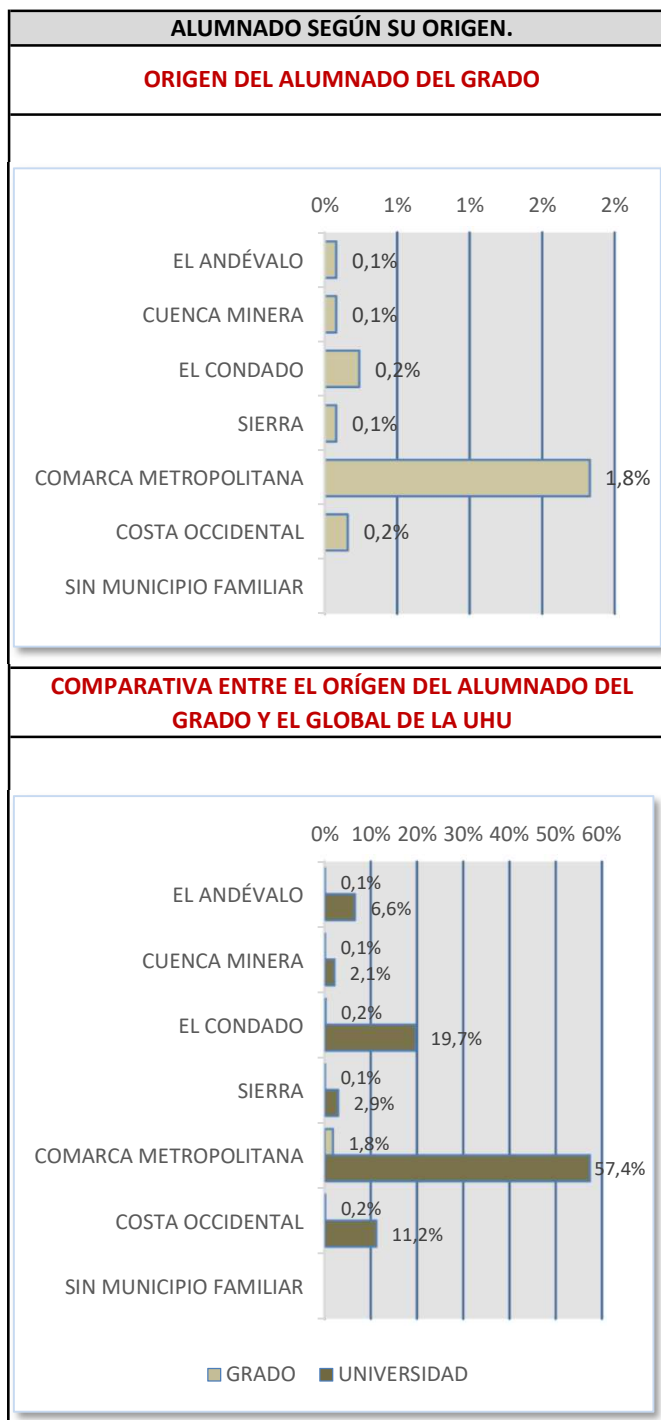 ALUMNADO SEGÚN SU ORIGEN.
ORIGEN DEL ALUMNADO DEL GRADO
0% 1% 1% 2% 2%
EL ANDÉVALO 0,1%
CUENCA MINERA 0,1%
EL CONDADO 0,2%
SIERRA 0,1%
COMARCA METROPOLITANA 1,8%
COSTA OCCIDENTAL 0,2%
SIN MUNICIPIO FAMILIAR
COMPARATIVA ENTRE EL ORÍGEN DEL ALUMNADO DEL
GRADO Y EL GLOBAL DE LA UHU
0% 10% 20% 30% 40% 50% 60%
EL ANDÉVALO 0,1%
6,6%
CUENCA MINERA 0,1%
2,1%
EL CONDADO 0,2%
19,7%
SIERRA 0,1%
2,9%
COMARCA METROPOLITANA 1,8%
57,4%
COSTA OCCIDENTAL 0,2%
11,2%
SIN MUNICIPIO FAMILIAR
GRADO UNIVERSIDAD